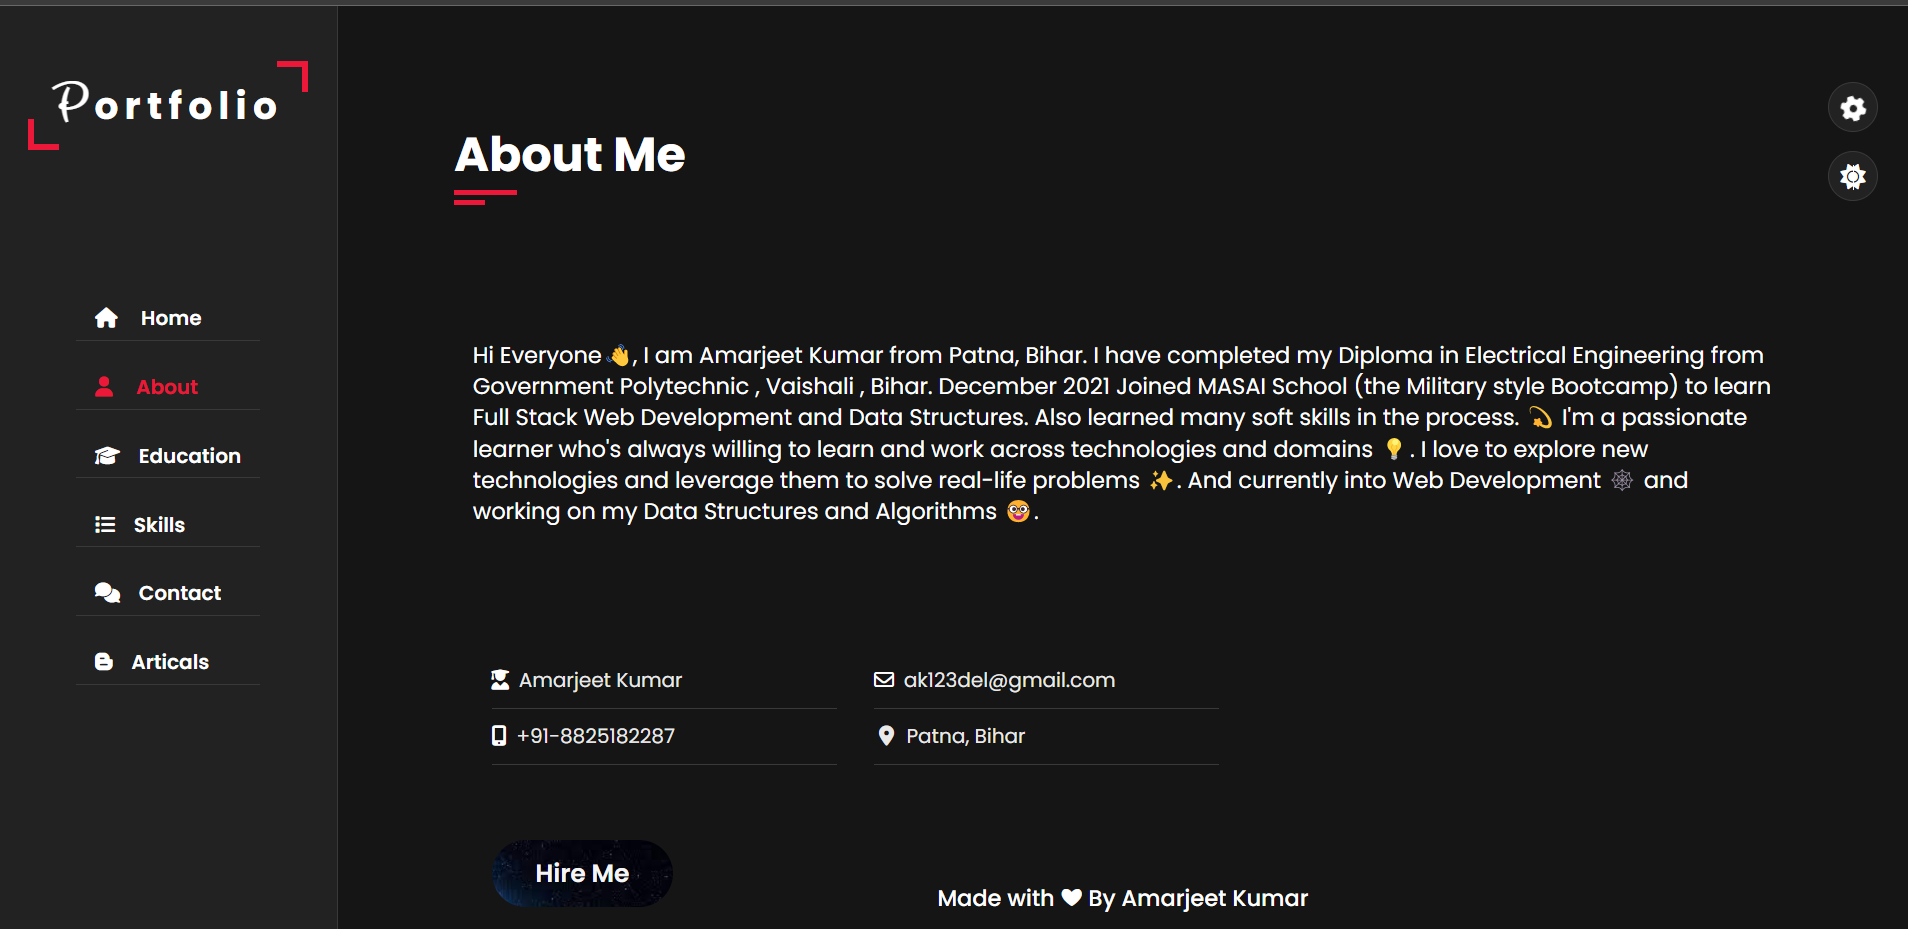 Portfolio
Home
About
Education
Skills
Contact
Articals
About Me
Hi Everyone 👋, I am Amarjeet Kumar from Patna, Bihar. I have completed my Diploma in Electrical Engineering from
Government Polytechnic , Vaishali , Bihar. December 2021 Joined MASAI School (the Military style Bootcamp) to learn
Full Stack Web Development and Data Structures. Also learned many soft skills in the process. 💫 I'm a passionate
learner who's always willing to learn and work across technologies and domains 💡. I love to explore new
technologies and leverage them to solve real-life problems ✨. And currently into Web Development 🕸 and
working on my Data Structures and Algorithms 🤓.
Amarjeet Kumar
ak123del@gmail.com
+91-8825182287
Patna, Bihar
Hire Me
Made with ❤ By Amarjeet Kumar